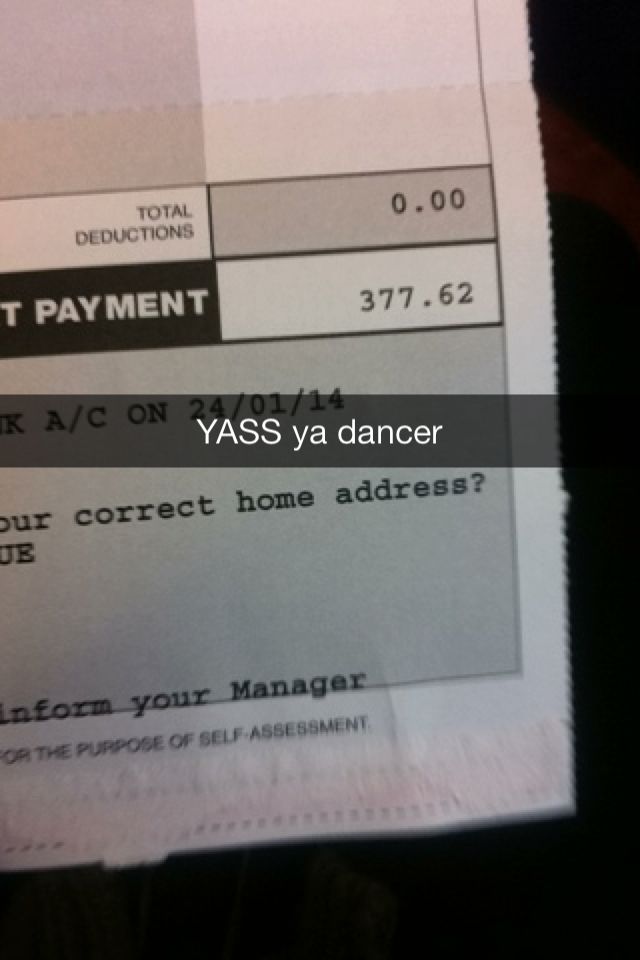 TOTAL
DEDUCTIONS
0.00
T PAYMENT
377.62
K A/C ON 24/01/14
YASS ya dancer
our correct home address?
UE
inform your Manager
FOR THE PURPOSE OF SELF-ASSESSMENT.